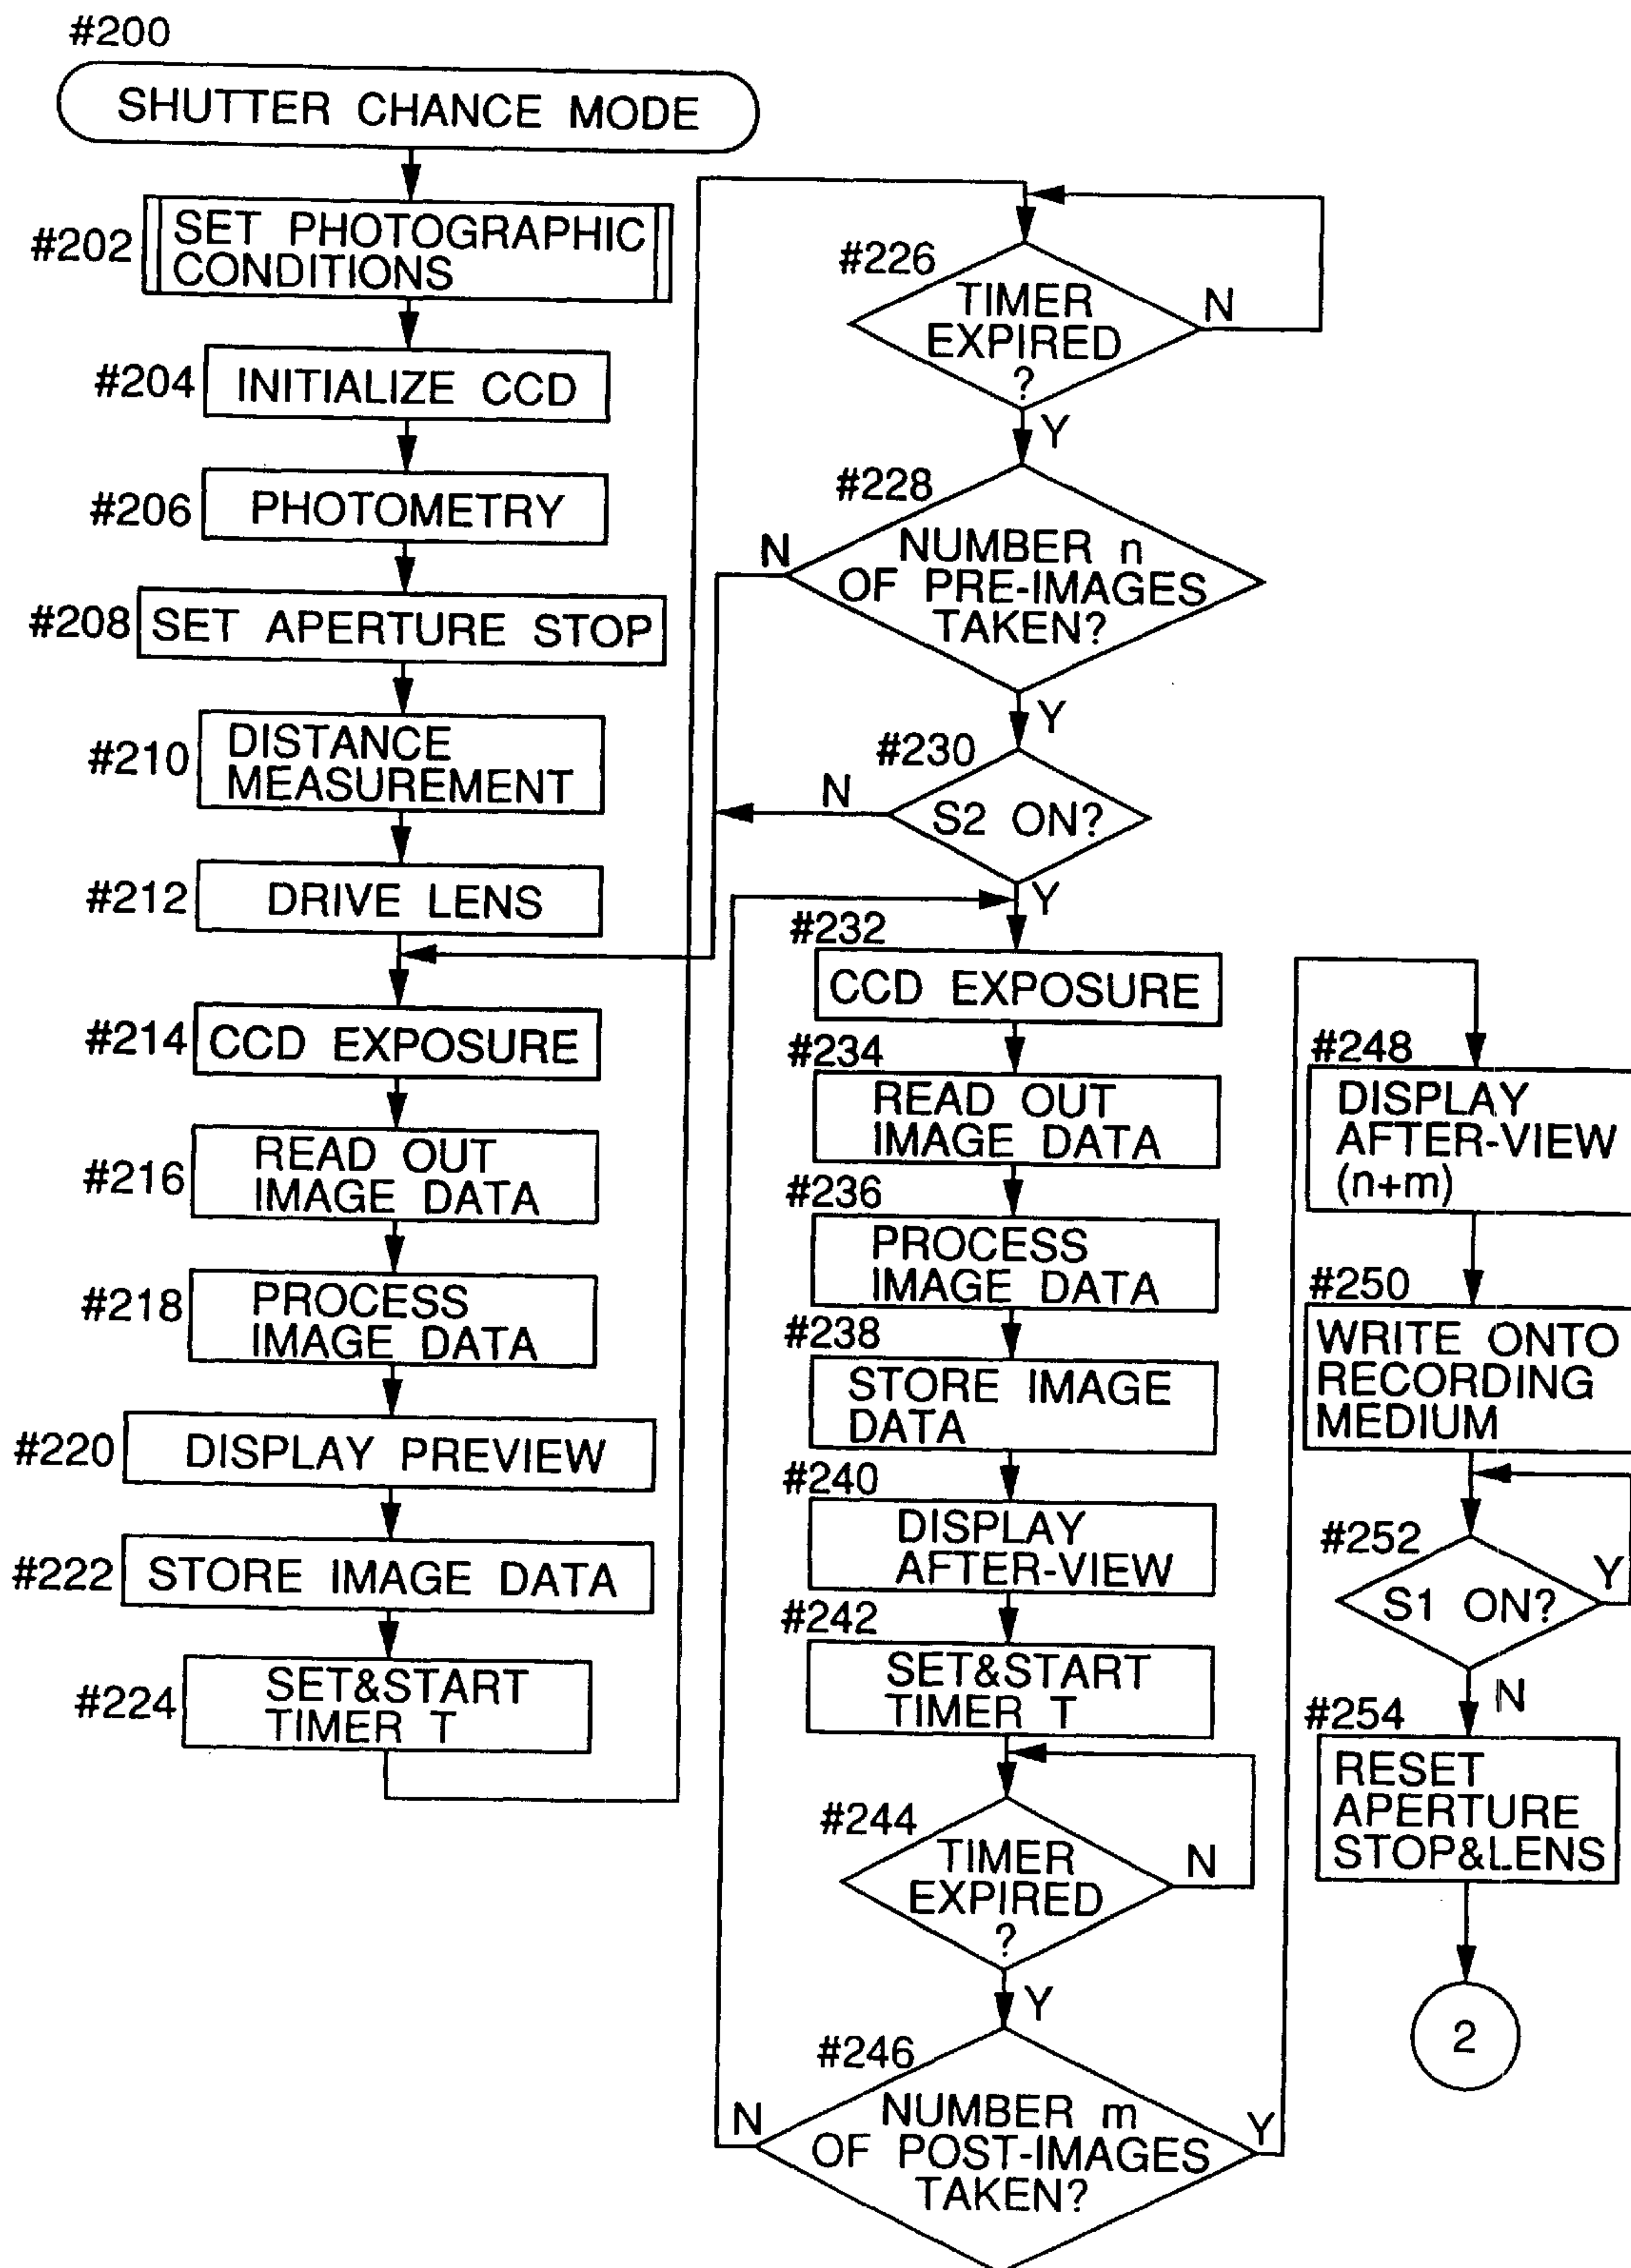 #200
SHUTTER CHANCE MODE
#202
SET PHOTOGRAPHIC
CONDITIONS
#204
INITIALIZE CCD
#206
PHOTOMETRY
#208
SET APERTURE STOP
#210
DISTANCE
MEASUREMENT
#212
DRIVE LENS
#214
CCD EXPOSURE
#216
READ OUT
IMAGE DATA
#218
PROCESS
IMAGE DATA
#220
DISPLAY PREVIEW
#222
STORE IMAGE DATA
#224
SET&START
TIMER T
#226
TIMER
EXPIRED
?
N
Y
#228
NUMBER n
OF PRE-IMAGES
TAKEN?
N
Y
#230
S2 ON?
N
Y
#232
CCD EXPOSURE
#234
READ OUT
IMAGE DATA
#236
PROCESS
IMAGE DATA
#238
STORE IMAGE
DATA
#240
DISPLAY
AFTER-VIEW
#242
SET&START
TIMER T
#244
TIMER
EXPIRED
?
N
Y
#246
NUMBER m
OF POST-IMAGES
TAKEN?
N
Y
#248
DISPLAY
AFTER-VIEW
(n+m)
#250
WRITE ONTO
RECORDING
MEDIUM
#252
S1 ON?
Y
N
#254
RESET
APERTURE
STOP&LENS
2